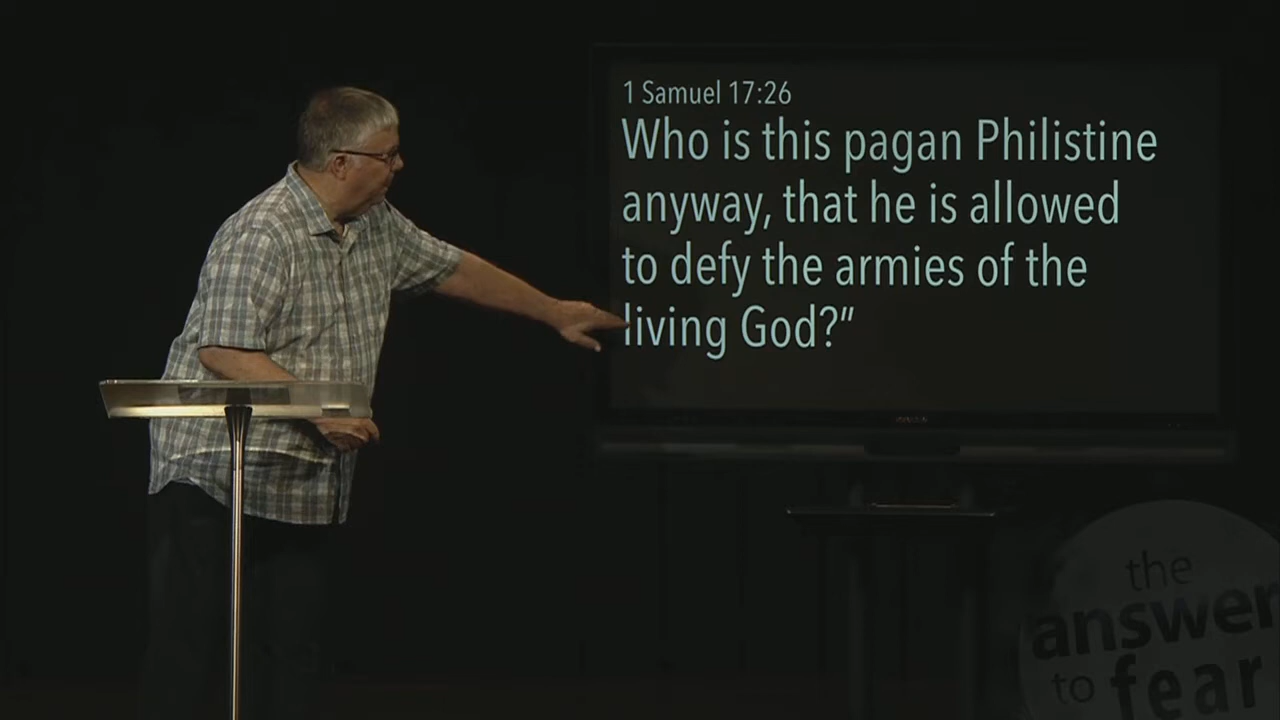 1 Samuel 17:26
Who is this pagan Philistine
anyway, that he is allowed
to defy the armies of the
living God?”
the
answer
to fear